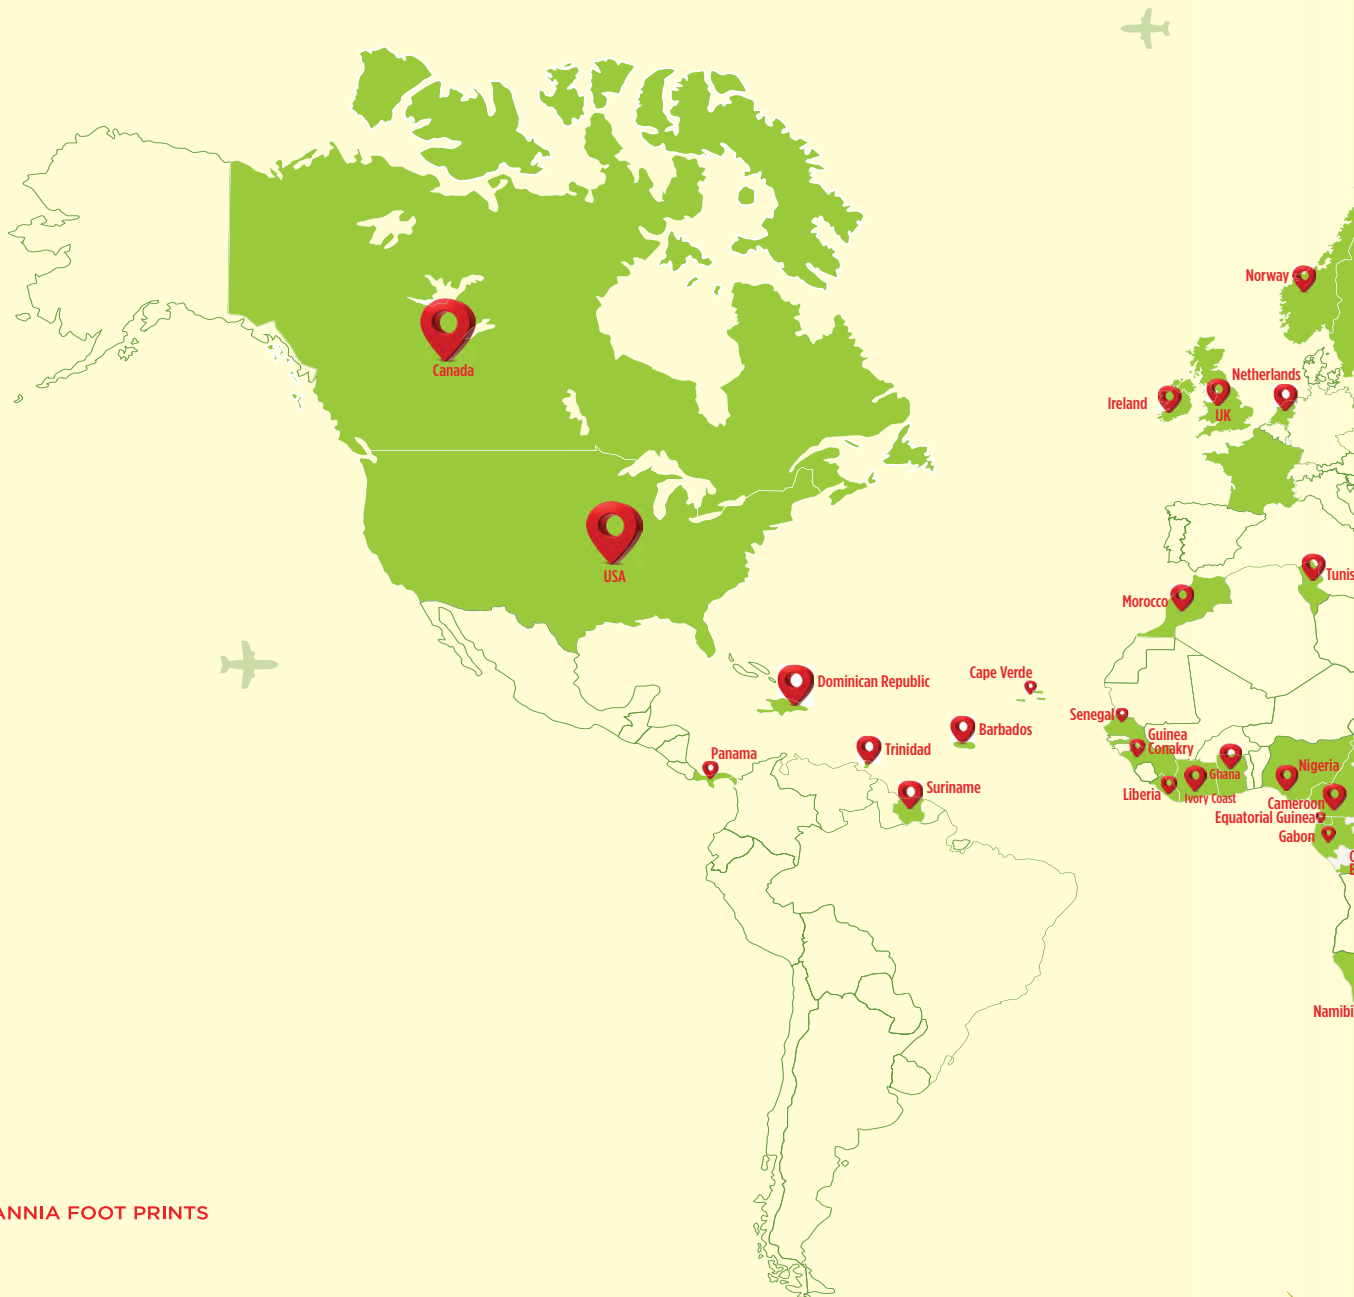 Norway
Netherlands
Canada
Ireland
UK
USA
Tunis
Morocco
Cape Verde
Dominican Republic
Senegal
Barbados
Guinea
Conakry
Trinidad
Panama
Nigeria
Ghana
Suriname
Liberia
Ivory Coast
Cameroon
Equatorial Guinea
Gabon
Namibi
ANNIA FOOT PRINTS